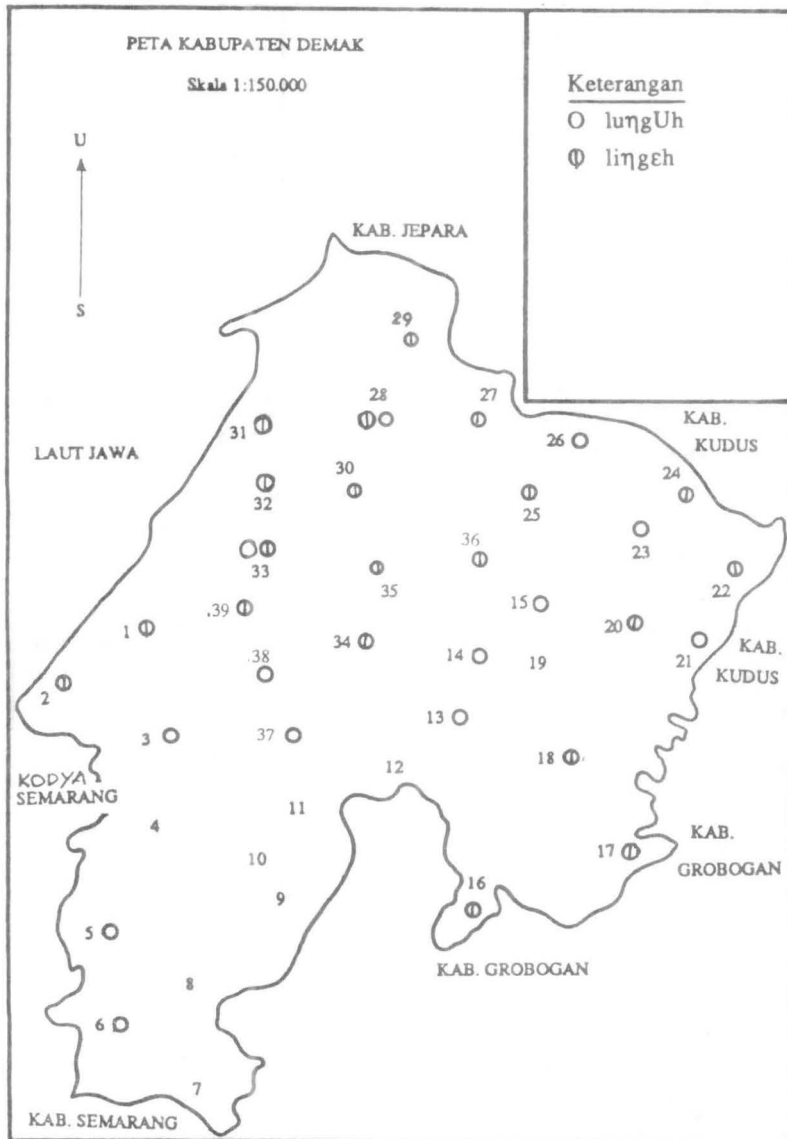 PETA KABUPATEN DEMAK
Skala 1:150.000
Keterangan
luŋgUh
liŋgɛh
U
S
KAB. JEPARA
29
28
27
31
26
KAB.
KUDUS
LAUT JAWA
30
24
32
25
36
23
33
35
22
39
15
1
20
34
14
19
21
KAB.
KUDUS
38
2
13
3
37
18
12
KODYA
SEMARANG
11
4
KAB.
GROBOGAN
17
10
16
9
5
KAB. GROBOGAN
8
6
7
KAB. SEMARANG